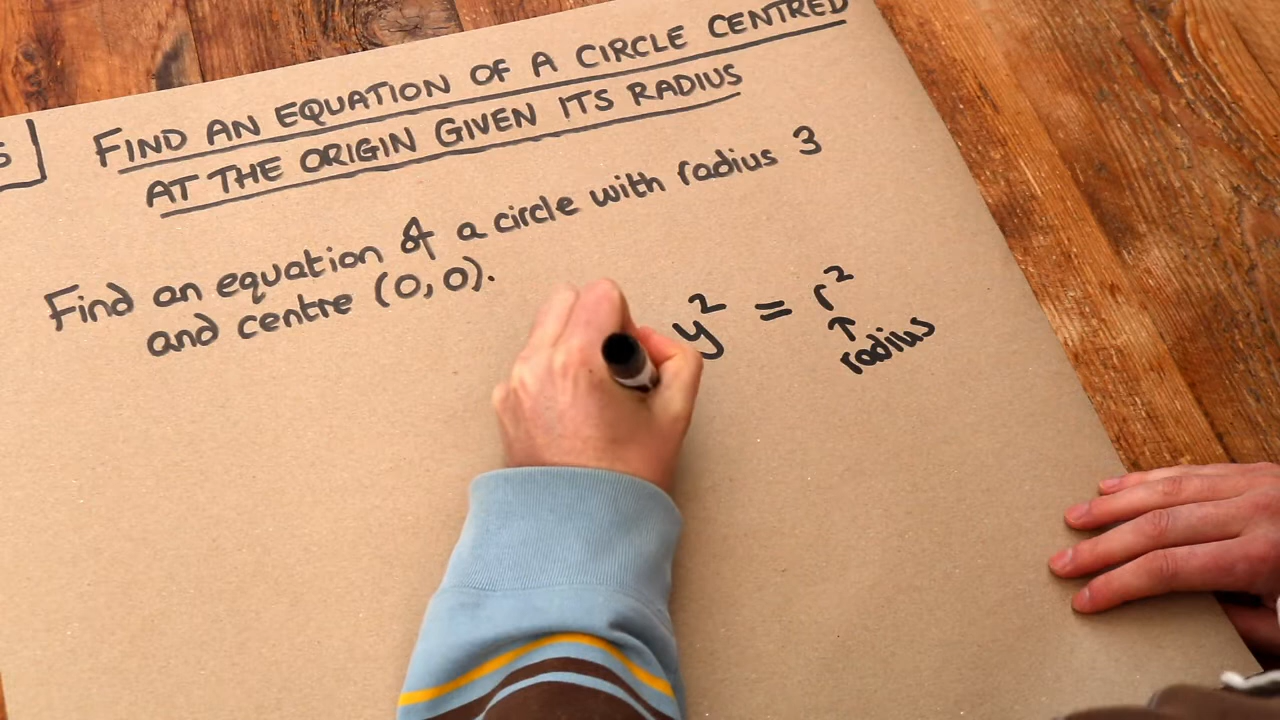 FIND AN EQUATION OF A CIRCLE CENTRED
AT THE ORIGIN GIVEN ITS RADIUS
Find an equation of a circle with radius 3
and centre (0,0).
y² = r²
↑
radius